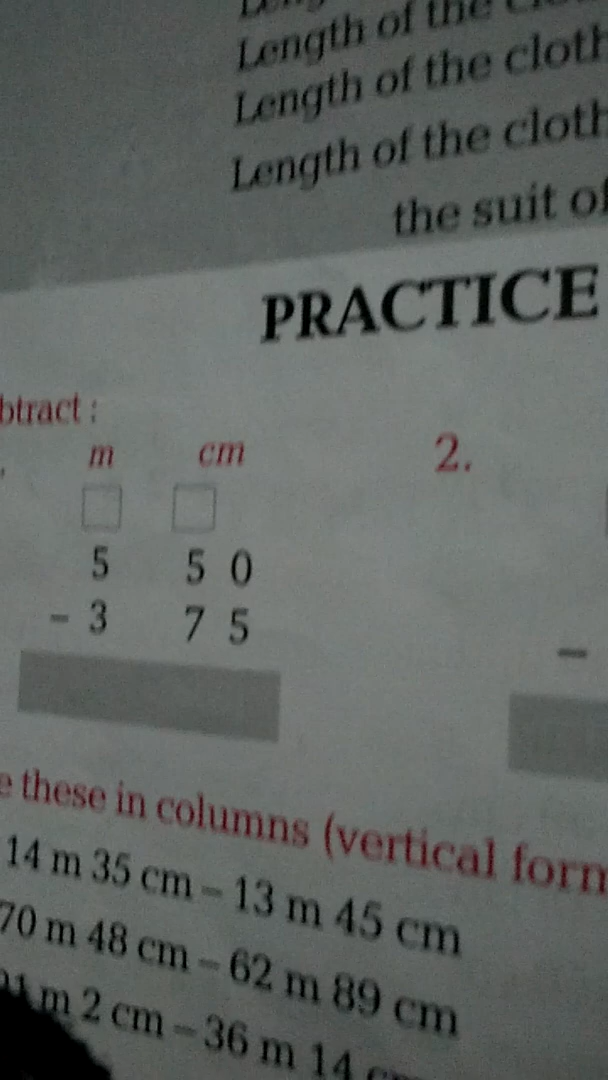 Length of the
Length of the cloth
Length of the cloth
the suit of
PRACTICE
btract :
m cm
2.
5 5 0
– 3 7 5
–
e these in columns (vertical form
14 m 35 cm – 13 m 45 cm
70 m 48 cm – 62 m 89 cm
m 2 cm – 36 m 14 cm